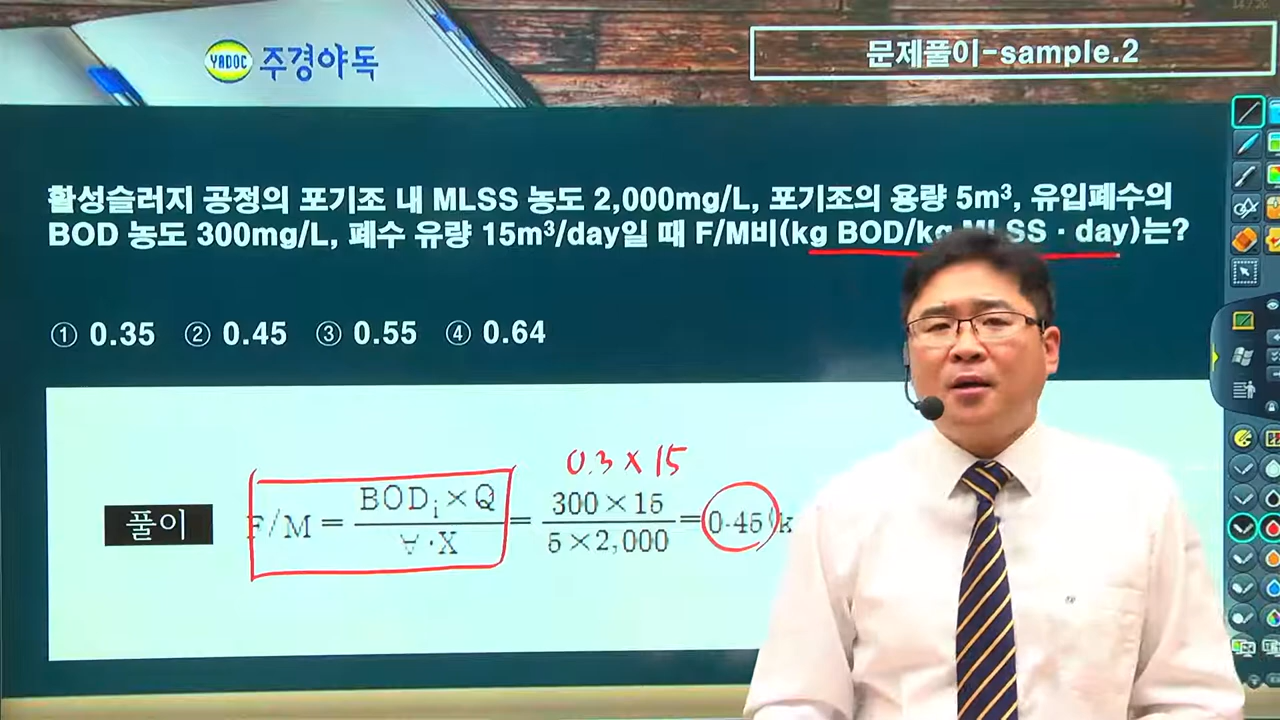 YADOC 주경야독
문제풀이-sample.2
활성슬러지 공정의 포기조 내 MLSS 농도 2,000mg/L, 포기조의 용량 5m³, 유입폐수의
BOD 농도 300mg/L, 폐수 유량 15m³/day일 때 F/M비(kg BOD/kg MLSS · day)는?
① 0.35 ② 0.45 ③ 0.55 ④ 0.64
0.3 × 15
풀이 F/M = BODᵢ×Q / ∀·X = 300×15 / 5×2,000 = 0.45(k